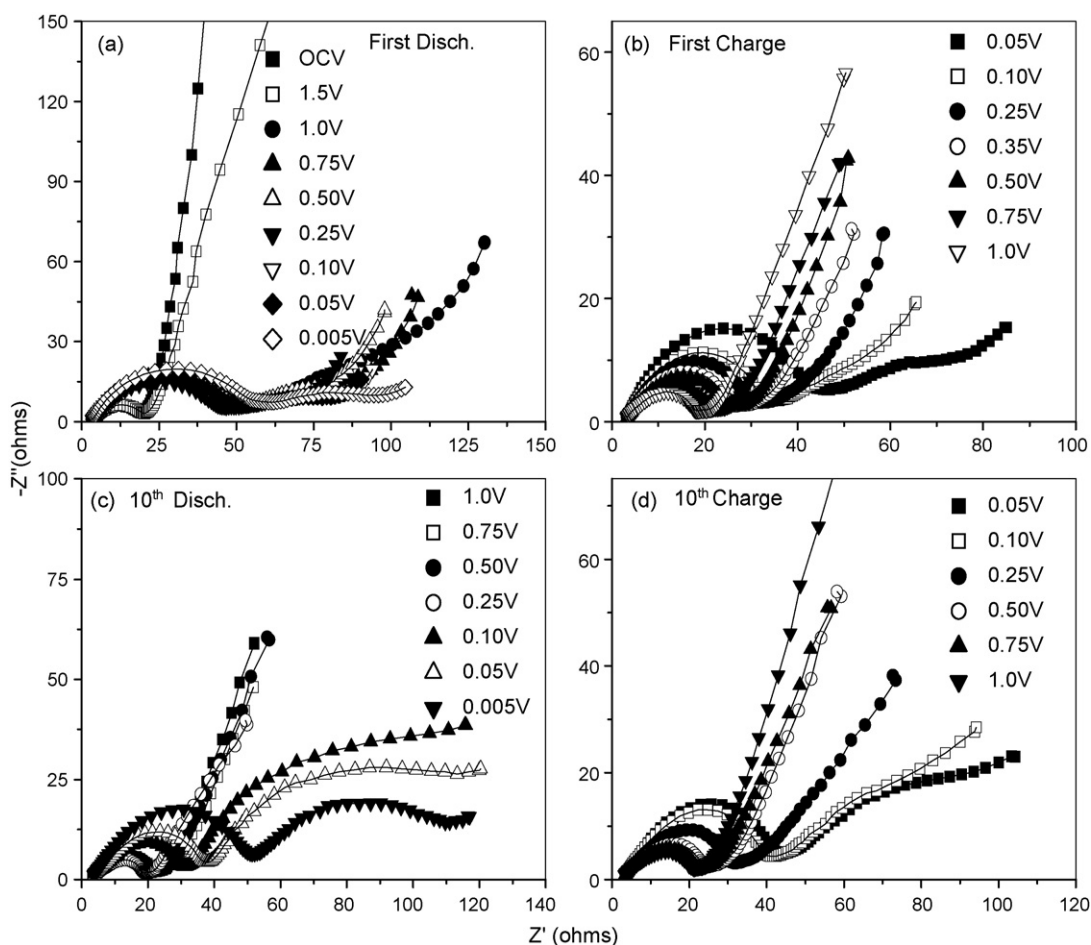 (a) First Disch.
OCV
1.5V
1.0V
0.75V
0.50V
0.25V
0.10V
0.05V
0.005V
150
125
100
75
50
25
0
0 25 50 75 100 125 150
(b) First Charge
0.05V
0.10V
0.25V
0.35V
0.50V
0.75V
1.0V
60
40
20
0
0 20 40 60 80 100
-Z"(ohms)
(c) 10th Disch.
1.0V
0.75V
0.50V
0.25V
0.10V
0.05V
0.005V
100
75
50
25
0
0 20 40 60 80 100 120 140
(d) 10th Charge
0.05V
0.10V
0.25V
0.50V
0.75V
1.0V
60
40
20
0
0 20 40 60 80 100 120
Z' (ohms)